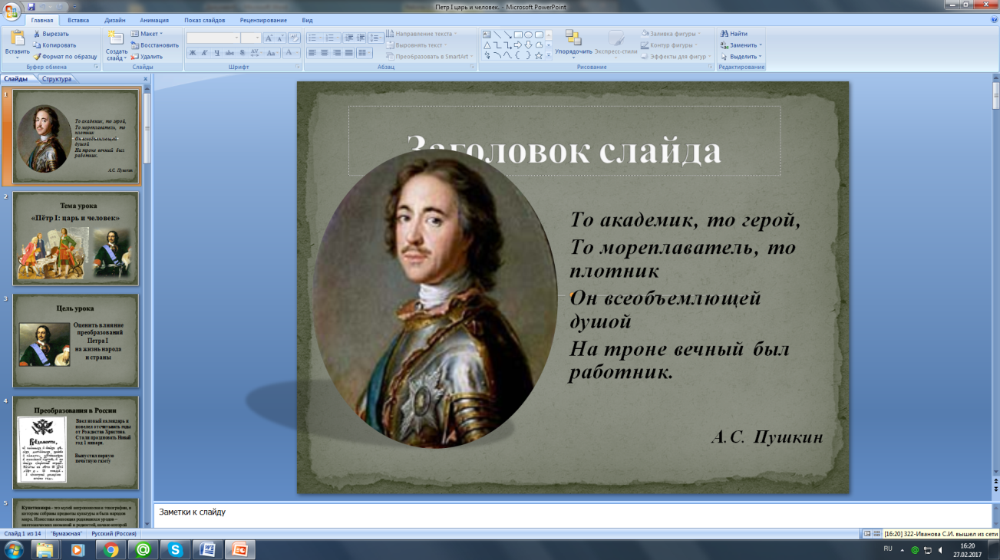 Петр I царь и человек. - Microsoft PowerPoint
Главная Вставка Дизайн Анимация Показ слайдов Рецензирование Вид
Вставить
Вырезать
Копировать
Формат по образцу
Буфер обмена
Создать слайд
Макет
Восстановить
Удалить
Слайды
Ж К Ч abc S AV Aa A
Шрифт
Направление текста
Выровнять текст
Преобразовать в SmartArt
Абзац
Упорядочить
Экспресс-стили
Заливка фигуры
Контур фигуры
Эффекты для фигур
Рисование
Найти
Заменить
Выделить
Редактирование
Слайды Структура
1
То академик, то герой,
То мореплаватель, то
плотник
Он всеобъемлющей
душой
На троне вечный был
работник.
А.С. Пушкин
2
Тема урока
«Пётр I: царь и человек»
3
Цель урока
Оценить влияние
преобразований
Петра I
на жизнь народа
и страны
4
Преобразования в России
Ввел новый календарь и
повелел отсчитывать годы
от Рождества Христова.
Стали праздновать Новый
год 1 января.
Выпустил первую
печатную газету
5
Кунсткамера - это музей антропологии и этнографии, в
котором собраны предметы культуры и быта народов
мира. Известная коллекция родившихся уродов –
Заголовок слайда
То академик, то герой,
То мореплаватель, то
плотник
Он всеобъемлющей
душой
На троне вечный был
работник.
А.С. Пушкин
Заметки к слайду
Слайд 1 из 14 "Бумажная" Русский (Россия)
[16:20] 322-Иванова С.И. вышел из сети
RU
16:20
27.02.2017